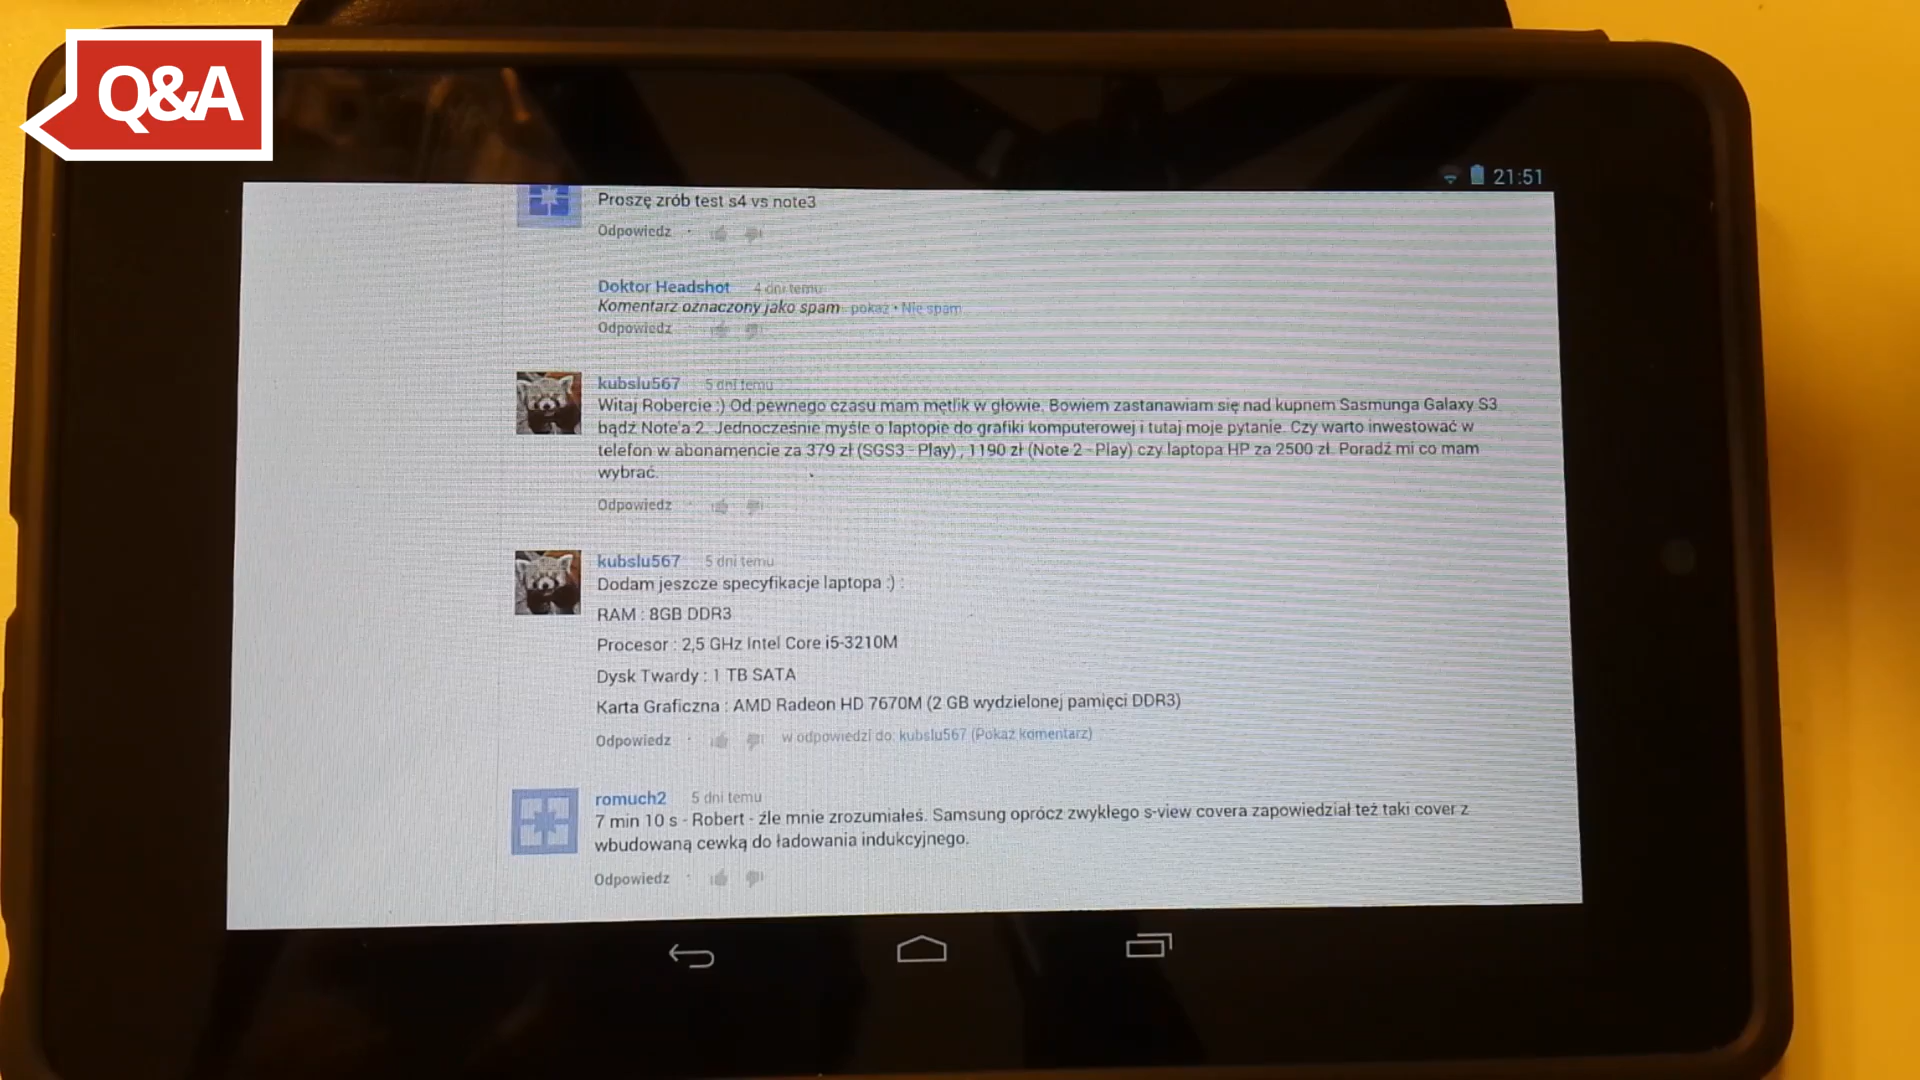 Q&A
21:51
Proszę zrób test s4 vs note3
Odpowiedz
Doktor Headshot 4 dni temu
Komentarz oznaczony jako spam pokaż • Nie spam
Odpowiedz
kubslu567 5 dni temu
Witaj Robercie :) Od pewnego czasu mam mętlik w głowie. Bowiem zastanawiam się nad kupnem Sasmunga Galaxy S3
bądź Note'a 2. Jednocześnie myśle o laptopie do grafiki komputerowej i tutaj moje pytanie. Czy warto inwestować w
telefon w abonamencie za 379 zł (SGS3 - Play) , 1190 zł (Note 2 - Play) czy laptopa HP za 2500 zł. Poradź mi co mam
wybrać.
Odpowiedz
kubslu567 5 dni temu
Dodam jeszcze specyfikacje laptopa :) :
RAM : 8GB DDR3
Procesor : 2,5 GHz Intel Core i5-3210M
Dysk Twardy : 1 TB SATA
Karta Graficzna : AMD Radeon HD 7670M (2 GB wydzielonej pamięci DDR3)
Odpowiedz w odpowiedzi do: kubslu567 (Pokaż komentarz)
romuch2 5 dni temu
7 min 10 s - Robert - źle mnie zrozumiałeś. Samsung oprócz zwykłego s-view covera zapowiedział też taki cover z
wbudowaną cewką do ładowania indukcyjnego.
Odpowiedz